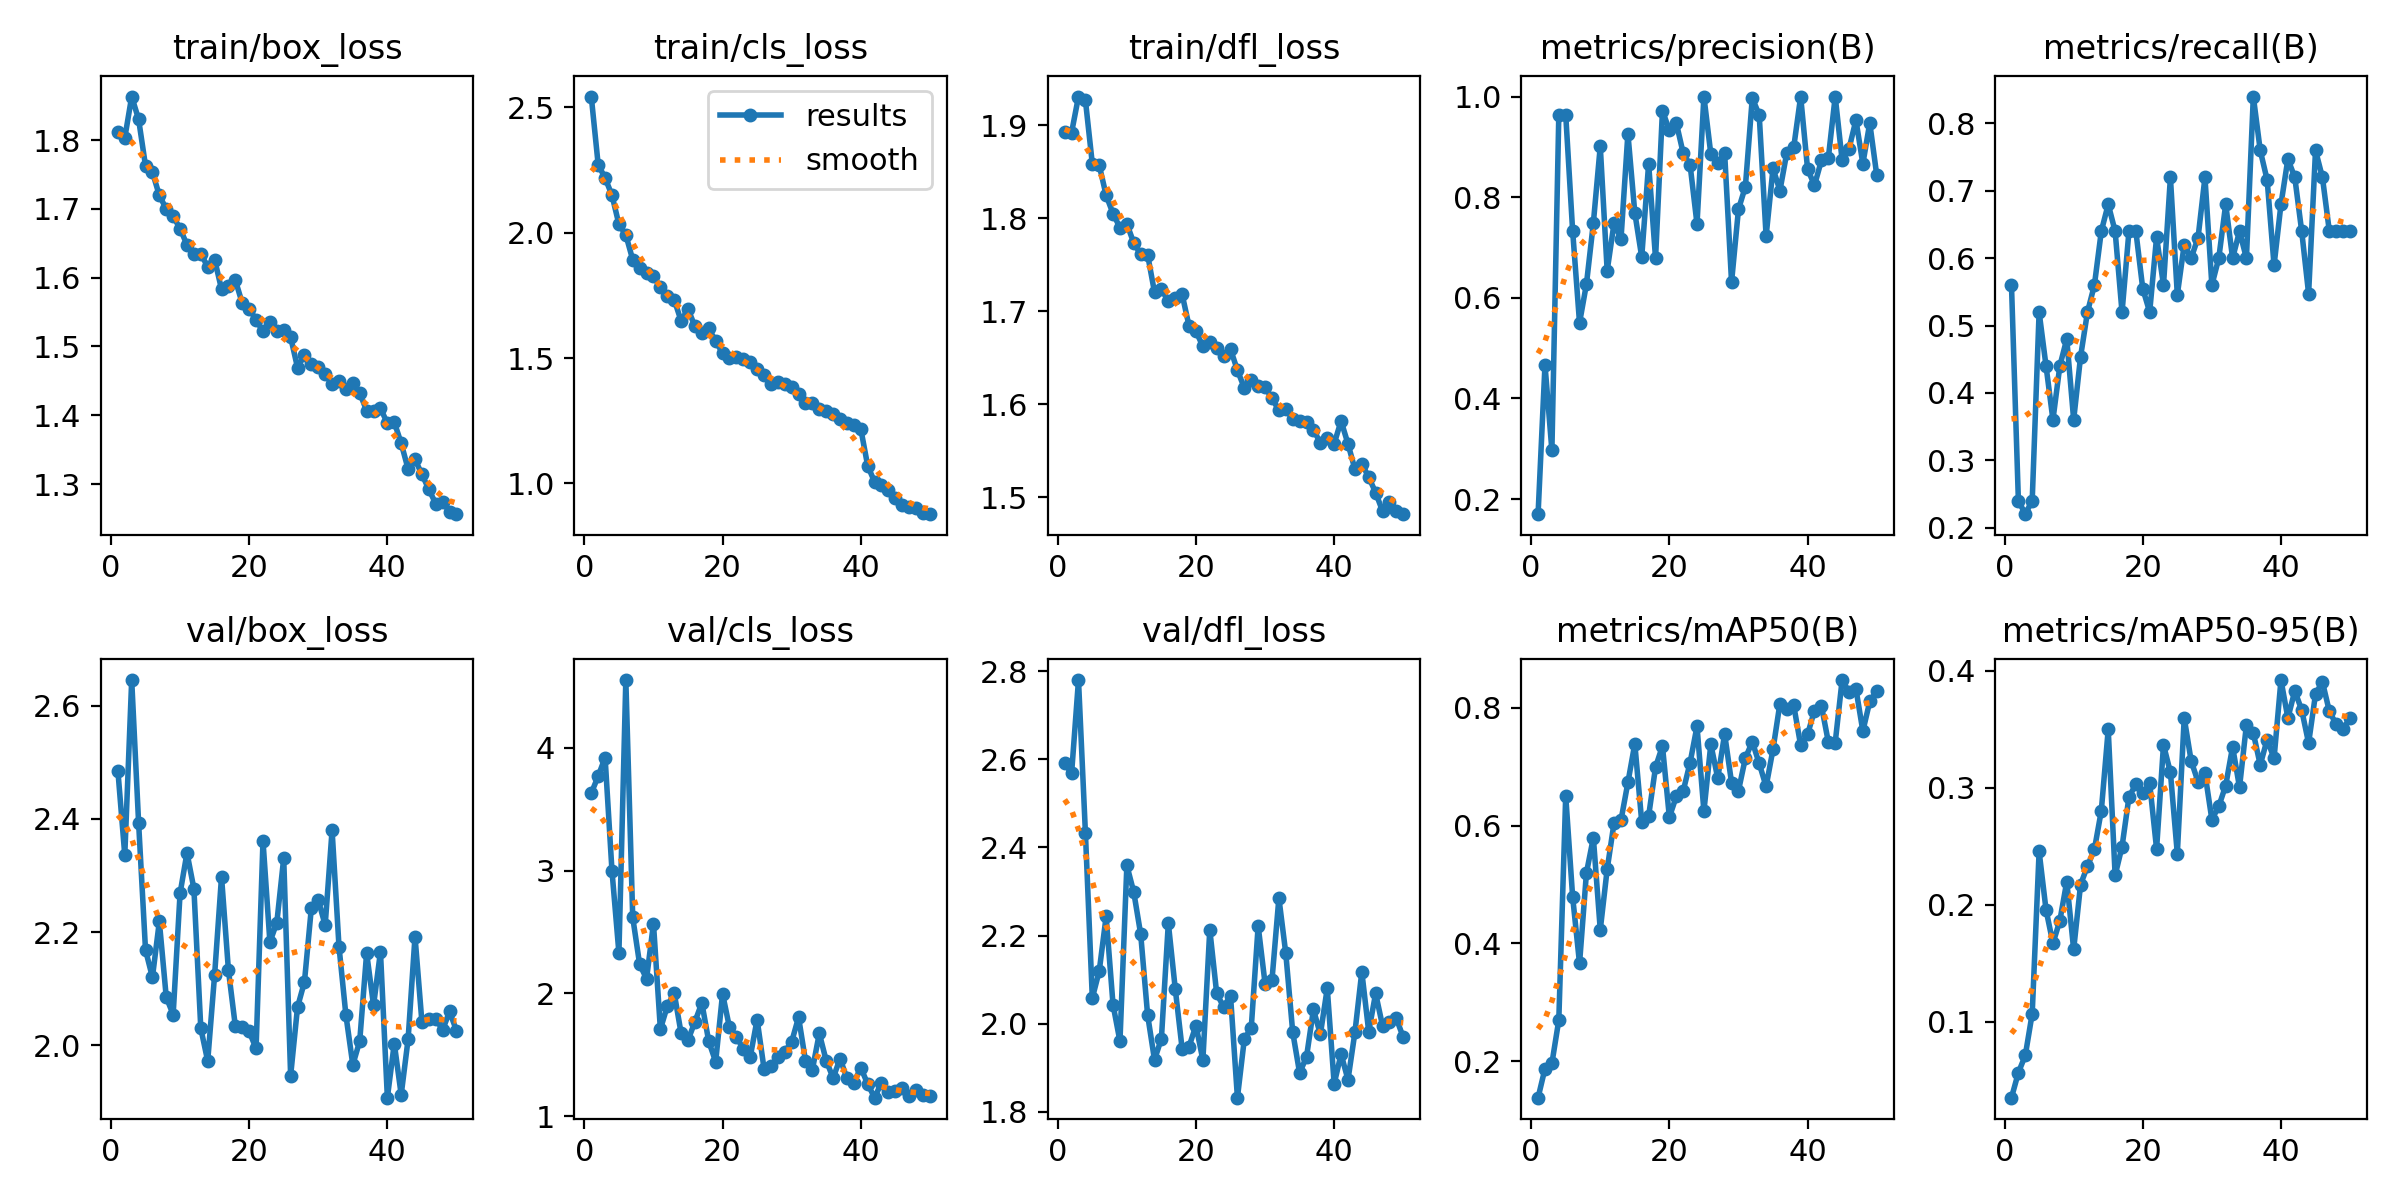 train/box_loss
train/cls_loss
train/dfl_loss
metrics/precision(B)
metrics/recall(B)
1.8
1.7
1.6
1.5
1.4
1.3
0 20 40
2.5
2.0
1.5
1.0
0 20 40
results
smooth
1.9
1.8
1.7
1.6
1.5
0 20 40
1.0
0.8
0.6
0.4
0.2
0 20 40
0.8
0.7
0.6
0.5
0.4
0.3
0.2
0 20 40
val/box_loss
val/cls_loss
val/dfl_loss
metrics/mAP50(B)
metrics/mAP50-95(B)
2.6
2.4
2.2
2.0
0 20 40
4
3
2
1
0 20 40
2.8
2.6
2.4
2.2
2.0
1.8
0 20 40
0.8
0.6
0.4
0.2
0 20 40
0.4
0.3
0.2
0.1
0 20 40